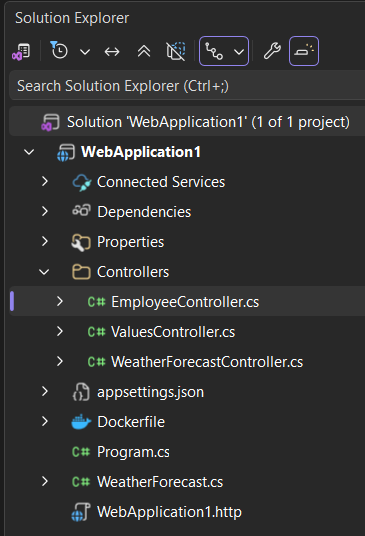 Solution Explorer
Search Solution Explorer (Ctrl+;)
Solution 'WebApplication1' (1 of 1 project)
WebApplication1
Connected Services
Dependencies
Properties
Controllers
C# EmployeeController.cs
C# ValuesController.cs
C# WeatherForecastController.cs
appsettings.json
Dockerfile
C# Program.cs
C# WeatherForecast.cs
WebApplication1.http